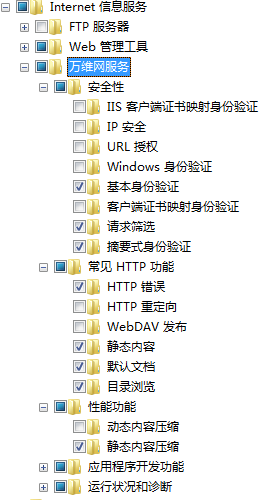 Internet 信息服务
FTP 服务器
Web 管理工具
万维网服务
安全性
IIS 客户端证书映射身份验证
IP 安全
URL 授权
Windows 身份验证
基本身份验证
客户端证书映射身份验证
请求筛选
摘要式身份验证
常见 HTTP 功能
HTTP 错误
HTTP 重定向
WebDAV 发布
静态内容
默认文档
目录浏览
性能功能
动态内容压缩
静态内容压缩
应用程序开发功能
运行状况和诊断